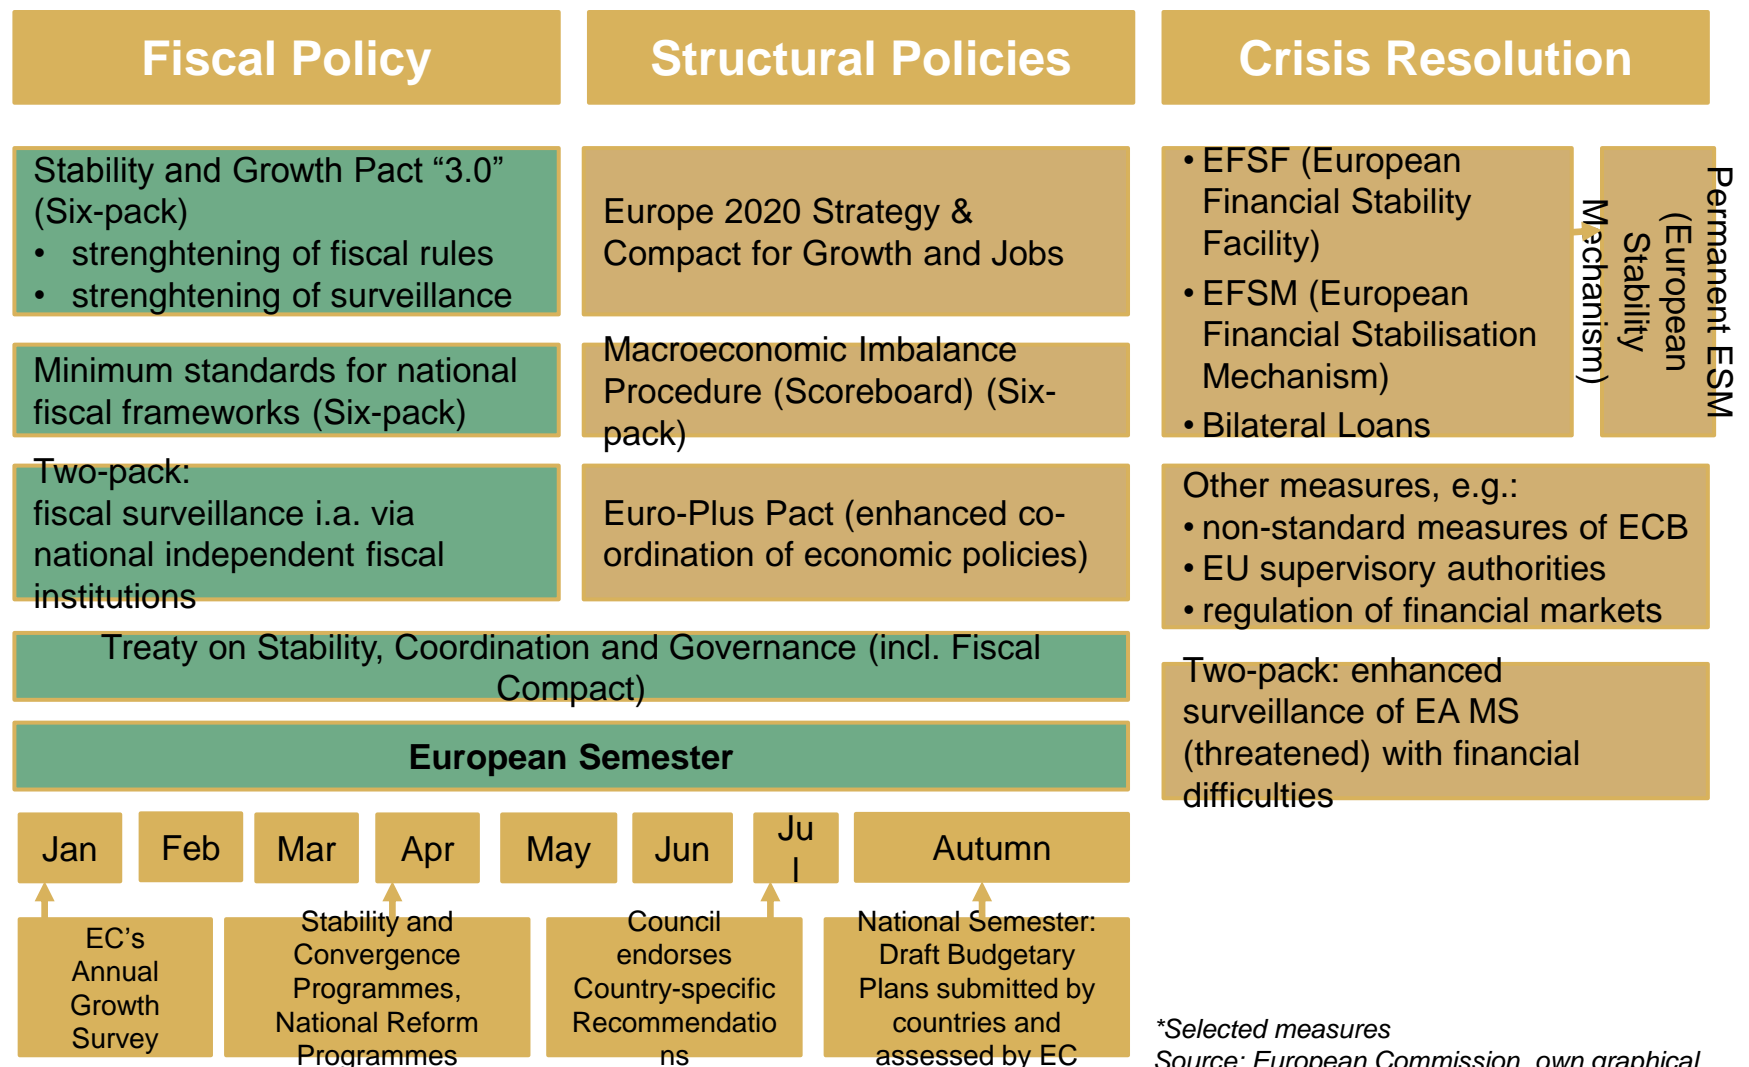 Fiscal Policy
Structural Policies
Crisis Resolution
Stability and Growth Pact “3.0”
(Six-pack)
• strenghtening of fiscal rules
• strenghtening of surveillance
Minimum standards for national
fiscal frameworks (Six-pack)
Two-pack:
fiscal surveillance i.a. via
national independent fiscal
institutions
Europe 2020 Strategy &
Compact for Growth and Jobs
Macroeconomic Imbalance
Procedure (Scoreboard) (Six-
pack)
Euro-Plus Pact (enhanced co-
ordination of economic policies)
Treaty on Stability, Coordination and Governance (incl. Fiscal
Compact)
European Semester
Jan
Feb
Mar
Apr
May
Jun
Ju
l
Autumn
EC’s
Annual
Growth
Survey
Stability and
Convergence
Programmes,
National Reform
Programmes
Council
endorses
Country-specific
Recommendatio
ns
National Semester:
Draft Budgetary
Plans submitted by
countries and
assessed by EC
• EFSF (European
Financial Stability
Facility)
• EFSM (European
Financial Stabilisation
Mechanism)
• Bilateral Loans
Permanent ESM
(European
Stability
Mechanism)
Other measures, e.g.:
• non-standard measures of ECB
• EU supervisory authorities
• regulation of financial markets
Two-pack: enhanced
surveillance of EA MS
(threatened) with financial
difficulties
*Selected measures
Source: European Commission, own graphical